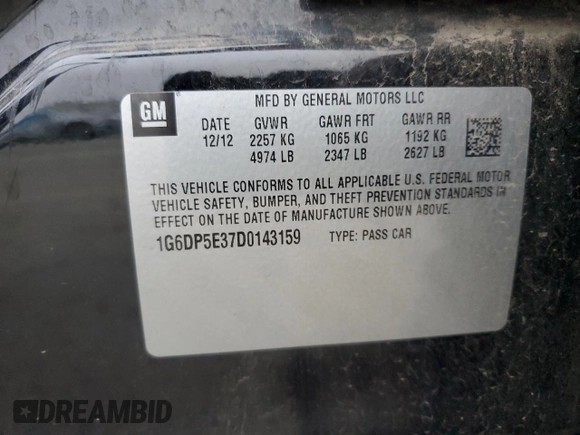 GM
MFD BY GENERAL MOTORS LLC
DATE GVWR GAWR FRT GAWR RR
12/12 2257 KG 1065 KG 1192 KG
4974 LB 2347 LB 2627 LB
THIS VEHICLE CONFORMS TO ALL APPLICABLE U.S. FEDERAL MOTOR
VEHICLE SAFETY, BUMPER, AND THEFT PREVENTION STANDARDS IN
EFFECT ON THE DATE OF MANUFACTURE SHOWN ABOVE.
1G6DP5E37D0143159 TYPE: PASS CAR
DREAMBID